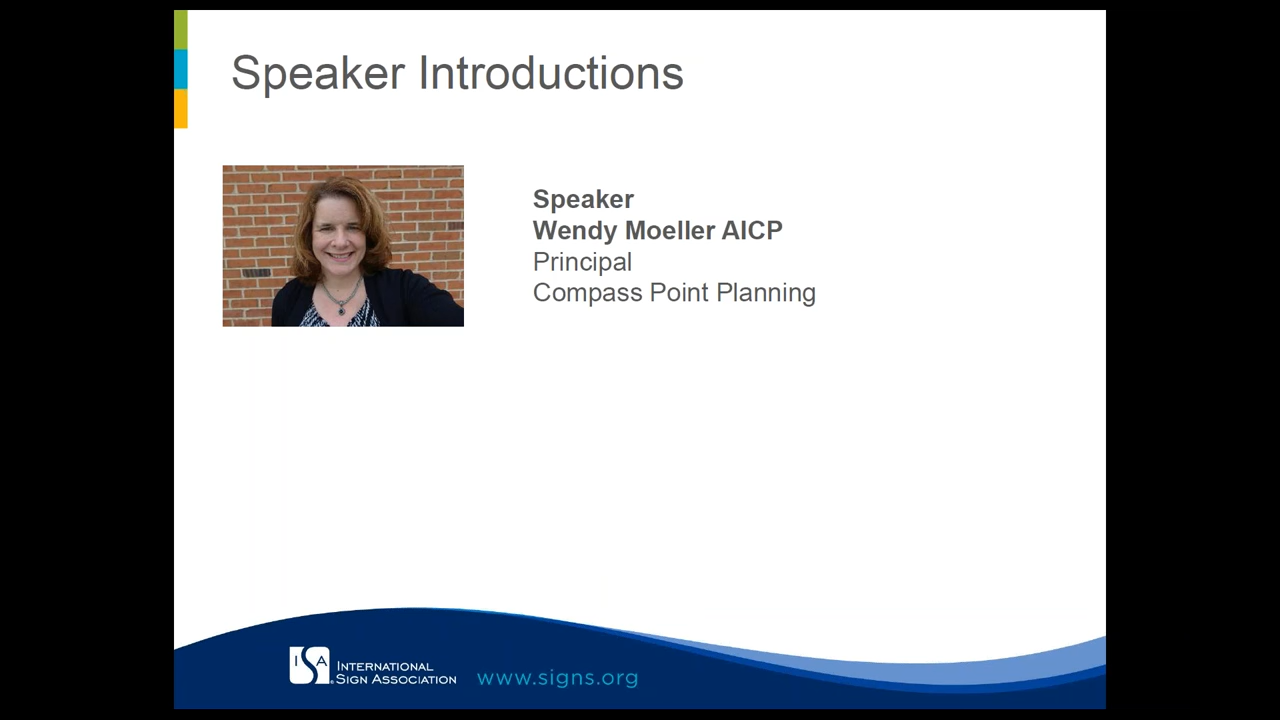 Speaker Introductions
Speaker
Wendy Moeller AICP
Principal
Compass Point Planning
ISA
INTERNATIONAL
SIGN ASSOCIATION
www.signs.org